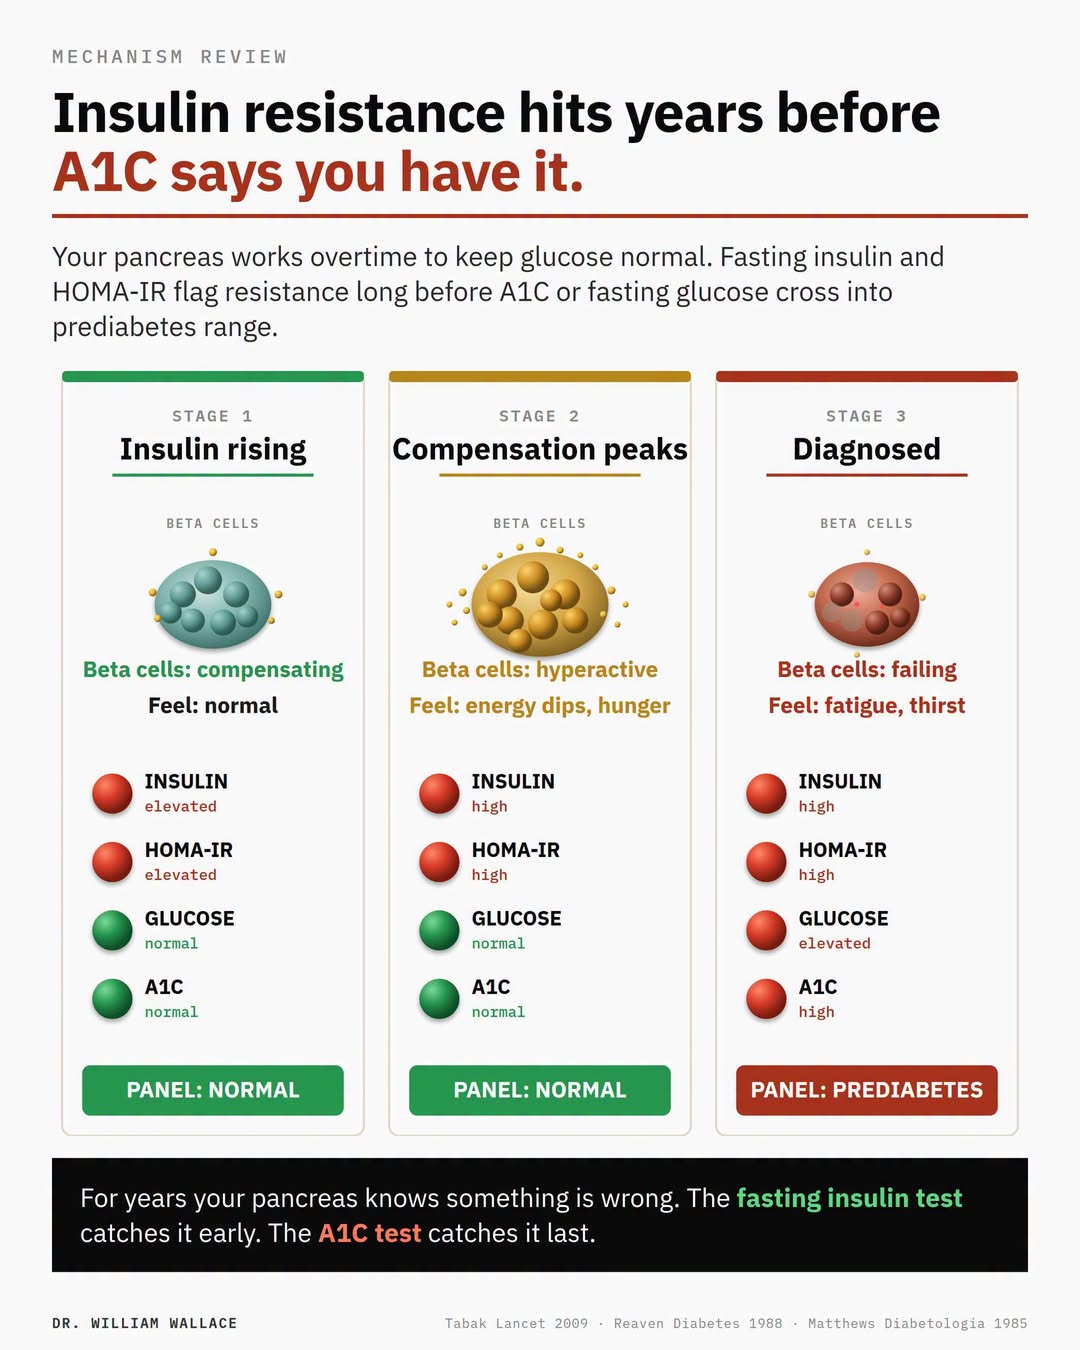 MECHANISM REVIEW
Insulin resistance hits years before
A1C says you have it.
Your pancreas works overtime to keep glucose normal. Fasting insulin and
HOMA-IR flag resistance long before A1C or fasting glucose cross into
prediabetes range.
STAGE 1
Insulin rising
BETA CELLS
Beta cells: compensating
Feel: normal
INSULIN
elevated
HOMA-IR
elevated
GLUCOSE
normal
A1C
normal
PANEL: NORMAL
STAGE 2
Compensation peaks
BETA CELLS
Beta cells: hyperactive
Feel: energy dips, hunger
INSULIN
high
HOMA-IR
high
GLUCOSE
normal
A1C
normal
PANEL: NORMAL
STAGE 3
Diagnosed
BETA CELLS
Beta cells: failing
Feel: fatigue, thirst
INSULIN
high
HOMA-IR
high
GLUCOSE
elevated
A1C
high
PANEL: PREDIABETES
For years your pancreas knows something is wrong. The fasting insulin test
catches it early. The A1C test catches it last.
DR. WILLIAM WALLACE
Tabak Lancet 2009 · Reaven Diabetes 1988 · Matthews Diabetologia 1985